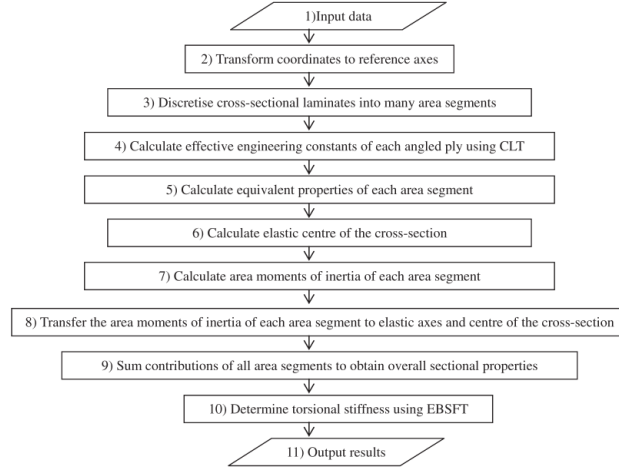 1)Input data
2) Transform coordinates to reference axes
3) Discretise cross-sectional laminates into many area segments
4) Calculate effective engineering constants of each angled ply using CLT
5) Calculate equivalent properties of each area segment
6) Calculate elastic centre of the cross-section
7) Calculate area moments of inertia of each area segment
8) Transfer the area moments of inertia of each area segment to elastic axes and centre of the cross-section
9) Sum contributions of all area segments to obtain overall sectional properties
10) Determine torsional stiffness using EBSFT
11) Output results